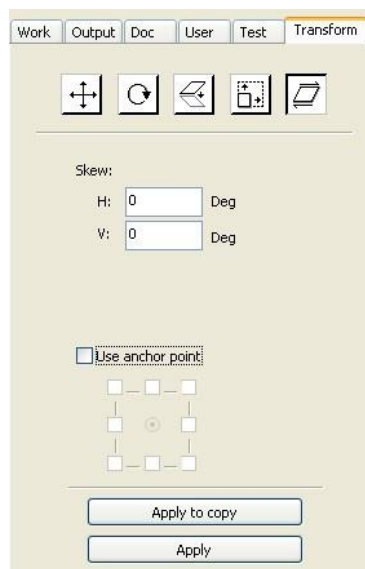 Work Output Doc User Test Transform
Skew:
H: 0 Deg
V: 0 Deg
Use anchor point
Apply to copy
Apply